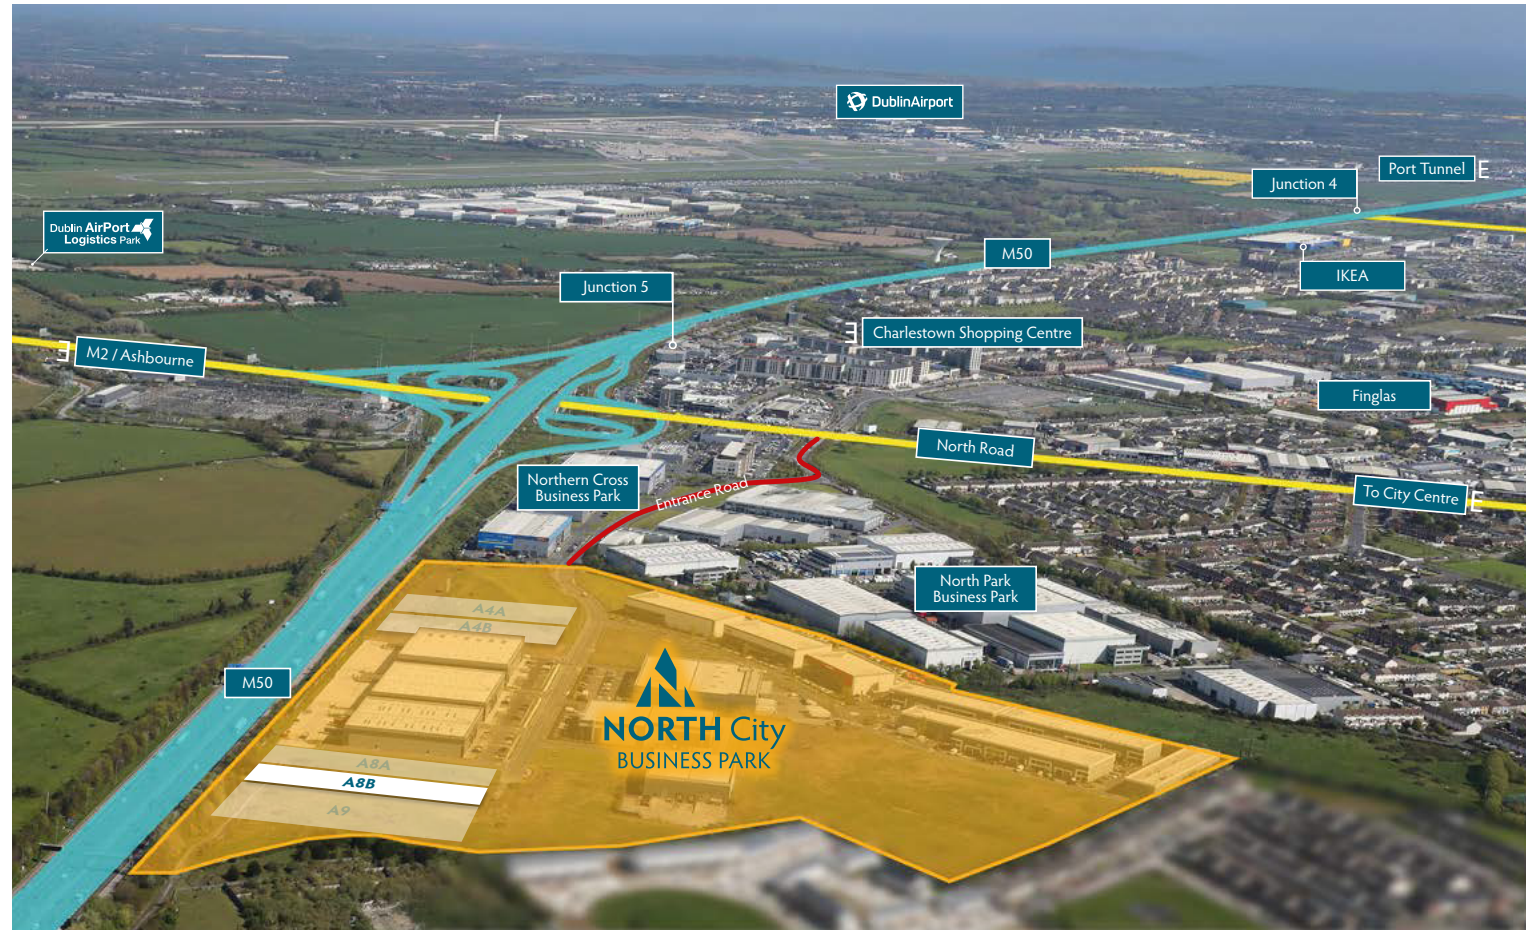 DublinAirport
Port Tunnel
Junction 4
Dublin AirPort
Logistics Park
M50
IKEA
Junction 5
Charlestown Shopping Centre
M2 / Ashbourne
Finglas
North Road
Northern Cross
Business Park
Entrance Road
To City Centre
North Park
Business Park
A4A
A4B
M50
NORTH City
BUSINESS PARK
A8A
A8B
A9